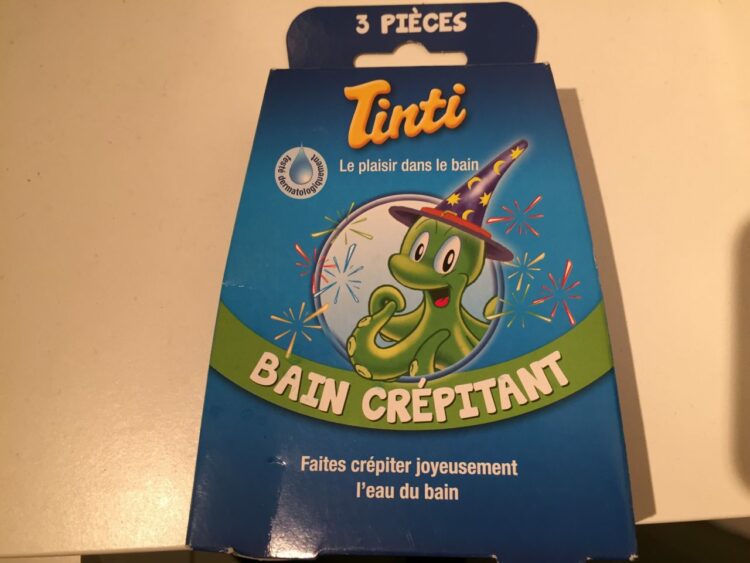 3 PIÈCES
Tinti
Le plaisir dans le bain
testé dermatologiquement
BAIN CRÉPITANT
Faites crépiter joyeusement
l'eau du bain